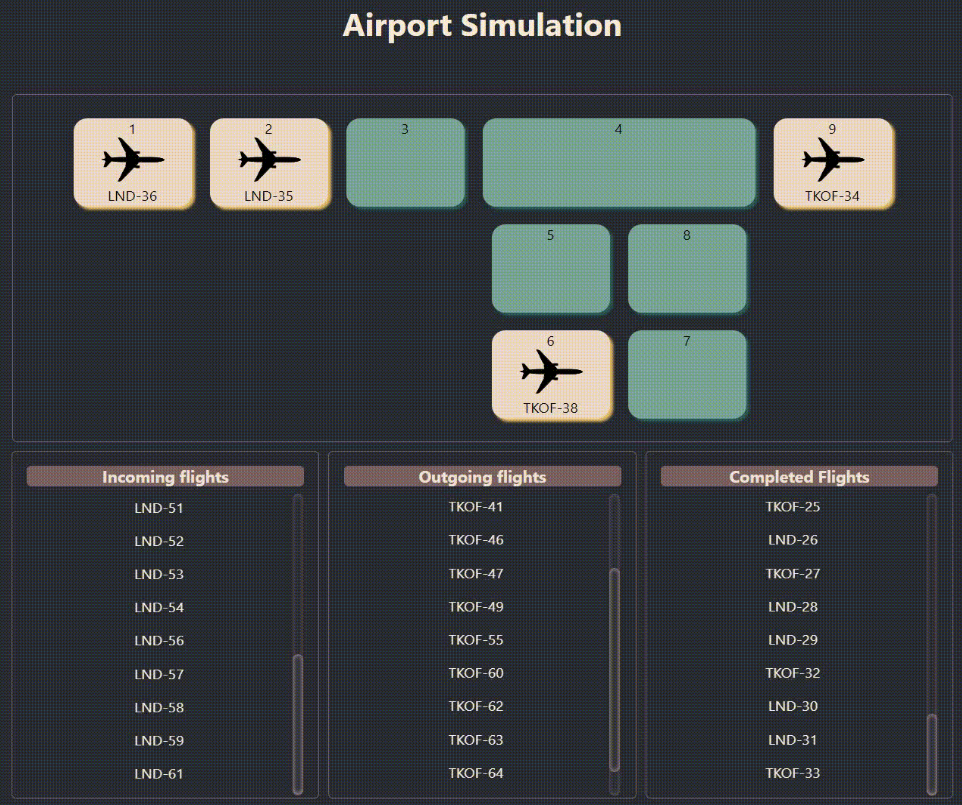 Airport Simulation
1
LND-36
2
LND-35
3
4
9
TKOF-34
5
8
6
TKOF-38
7
Incoming flights
LND-51
LND-52
LND-53
LND-54
LND-56
LND-57
LND-58
LND-59
LND-61
Outgoing flights
TKOF-41
TKOF-46
TKOF-47
TKOF-49
TKOF-55
TKOF-60
TKOF-62
TKOF-63
TKOF-64
Completed Flights
TKOF-25
LND-26
TKOF-27
LND-28
LND-29
TKOF-32
LND-30
LND-31
TKOF-33